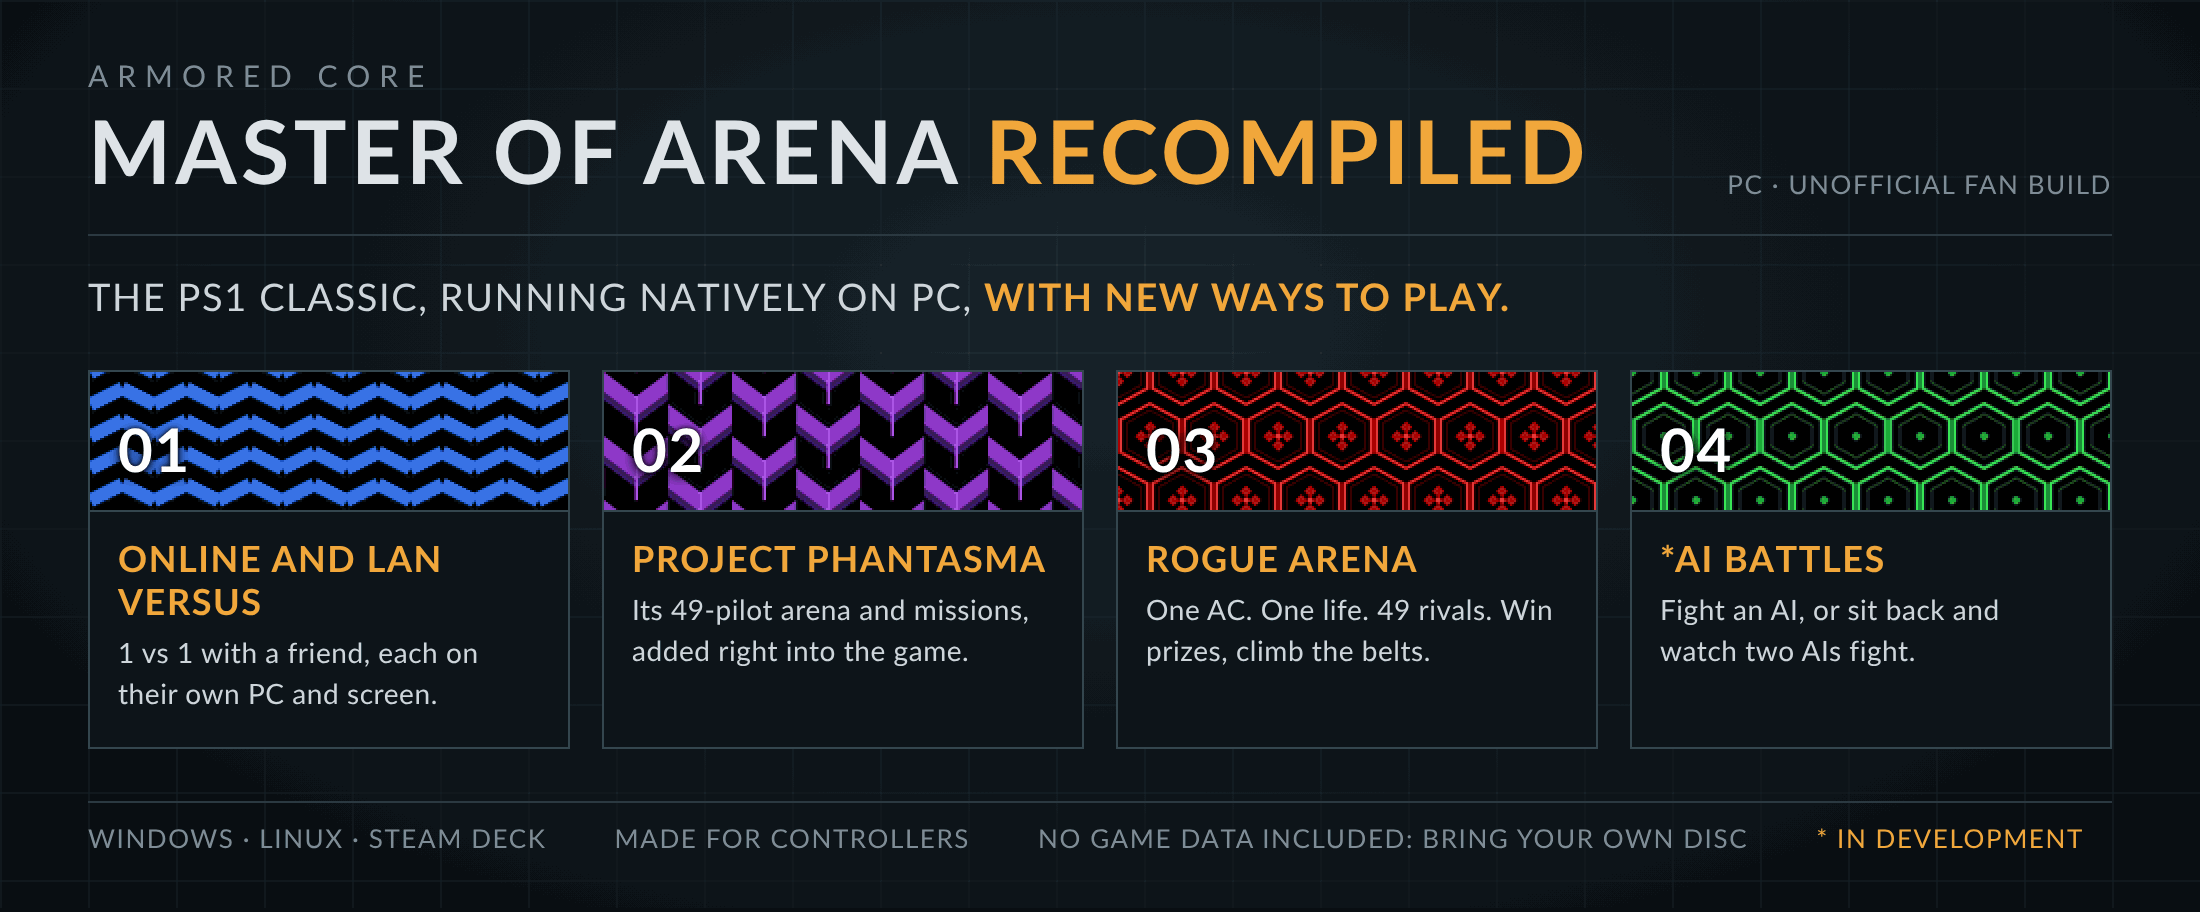 ARMORED CORE
MASTER OF ARENA RECOMPILED
PC · UNOFFICIAL FAN BUILD
THE PS1 CLASSIC, RUNNING NATIVELY ON PC, WITH NEW WAYS TO PLAY.
01
ONLINE AND LAN
VERSUS
1 vs 1 with a friend, each on
their own PC and screen.
02
PROJECT PHANTASMA
Its 49-pilot arena and missions,
added right into the game.
03
ROGUE ARENA
One AC. One life. 49 rivals. Win
prizes, climb the belts.
04
*AI BATTLES
Fight an AI, or sit back and
watch two AIs fight.
WINDOWS · LINUX · STEAM DECK
MADE FOR CONTROLLERS
NO GAME DATA INCLUDED: BRING YOUR OWN DISC
* IN DEVELOPMENT